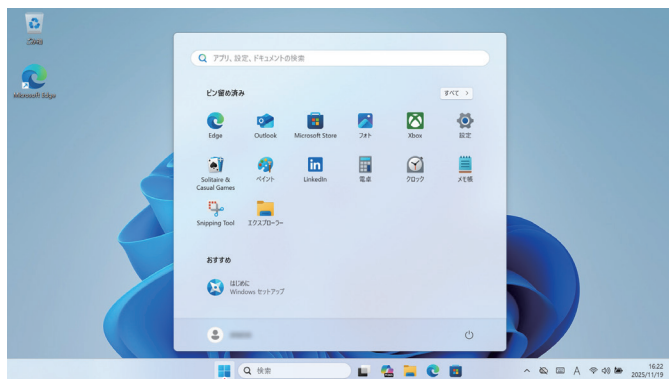 ごみ箱
Microsoft Edge
アプリ、設定、ドキュメントの検索
ピン留め済み
すべて >
Edge
Outlook
Microsoft Store
フォト
Xbox
設定
Solitaire &
Casual Games
ペイント
LinkedIn
電卓
クロック
メモ帳
Snipping Tool
エクスプローラー
おすすめ
はじめに
Windows セットアップ
検索
A
16:22
2025/11/19